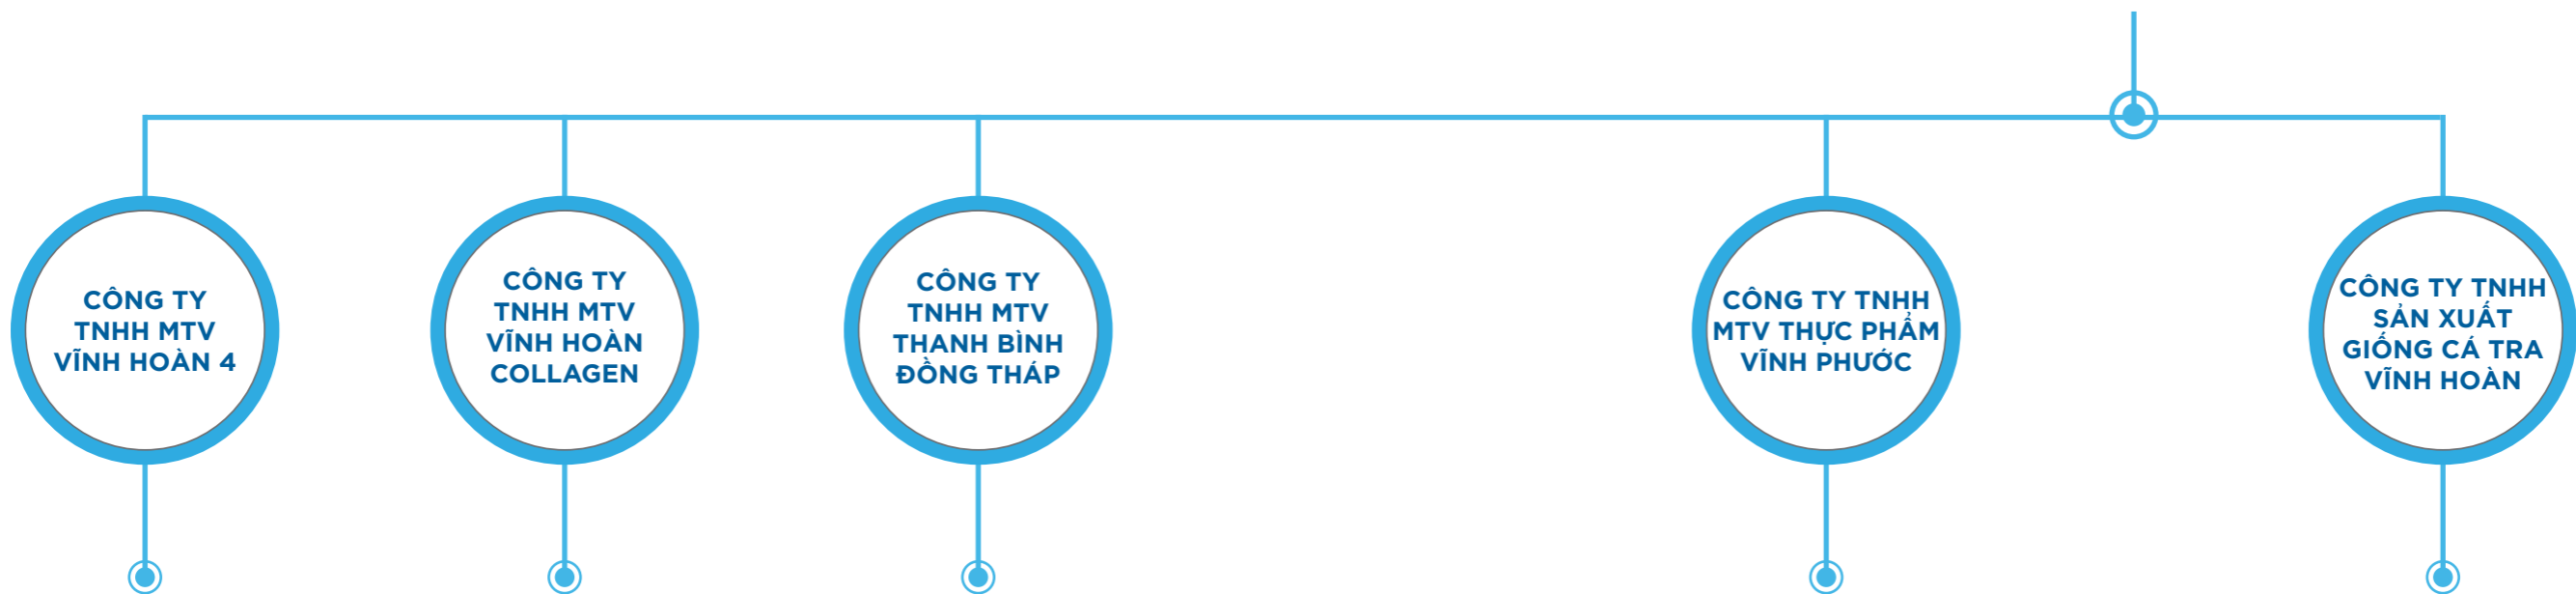 CÔNG TY
TNHH MTV
VĨNH HOÀN 4
CÔNG TY
TNHH MTV
VĨNH HOÀN
COLLAGEN
CÔNG TY
TNHH MTV
THANH BÌNH
ĐỒNG THÁP
CÔNG TY TNHH
MTV THỰC PHẨM
VĨNH PHƯỚC
CÔNG TY TNHH
SẢN XUẤT
GIỐNG CÁ TRA
VĨNH HOÀN